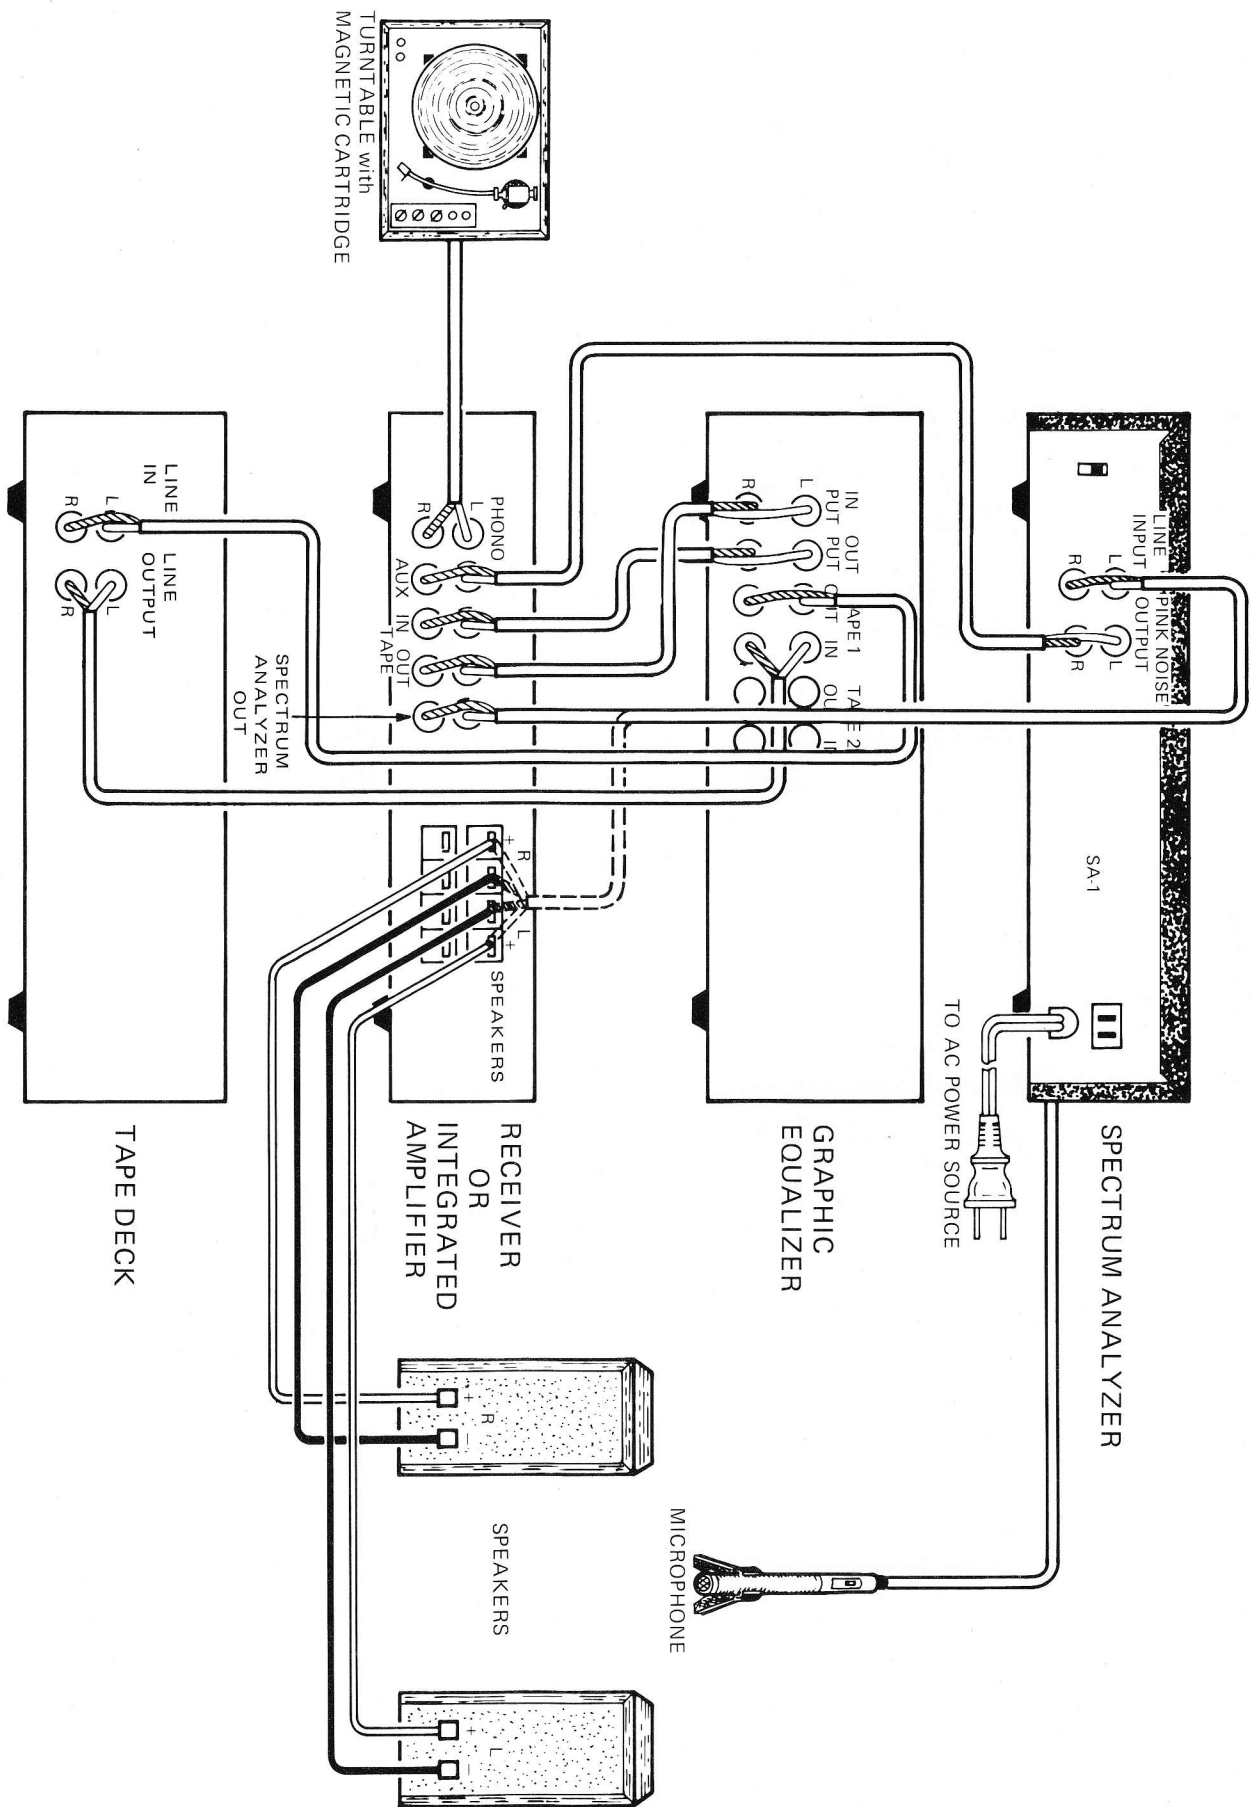 SPECTRUM ANALYZER
LINE
INPUT
PINK NOISE
OUTPUT
L
R
L
R
SA-1
TO AC POWER SOURCE
MICROPHONE
GRAPHIC
EQUALIZER
IN
PUT
OUT
PUT
L
R
TAPE 1
OUT
IN
TAPE 2
OUT
IN
TURNTABLE with
MAGNETIC CARTRIDGE
RECEIVER
OR
INTEGRATED
AMPLIFIER
PHONO
L
R
AUX
IN
OUT
TAPE
SPECTRUM
ANALYZER
OUT
+
R
L
+
SPEAKERS
SPEAKERS
+
R
-
+
L
-
TAPE DECK
LINE
IN
LINE
OUTPUT
L
R
L
R